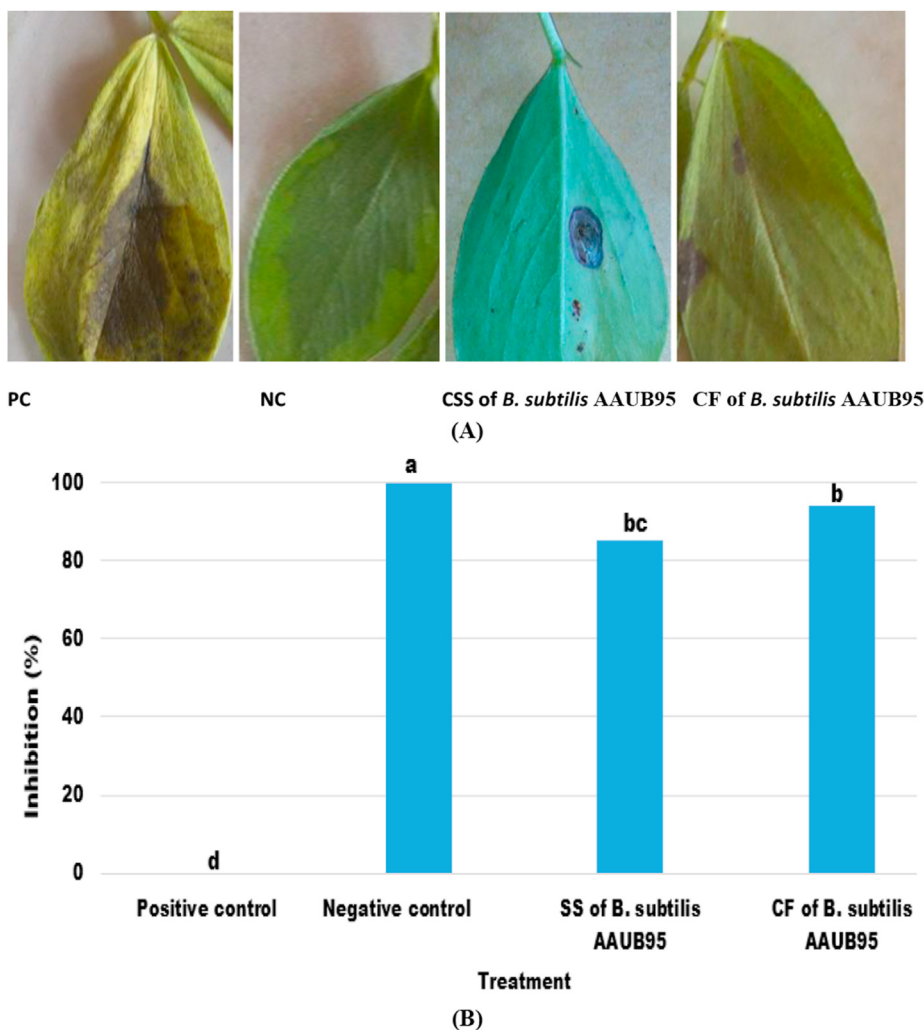 PC NC CSS of B. subtilis AAUB95 CF of B. subtilis AAUB95
(A)
a
100
b
bc
80
60
40
20
d
0
Inhibition (%)
Positive control Negative control SS of B. subtilis CF of B. subtilis
AAUB95 AAUB95
Treatment
(B)